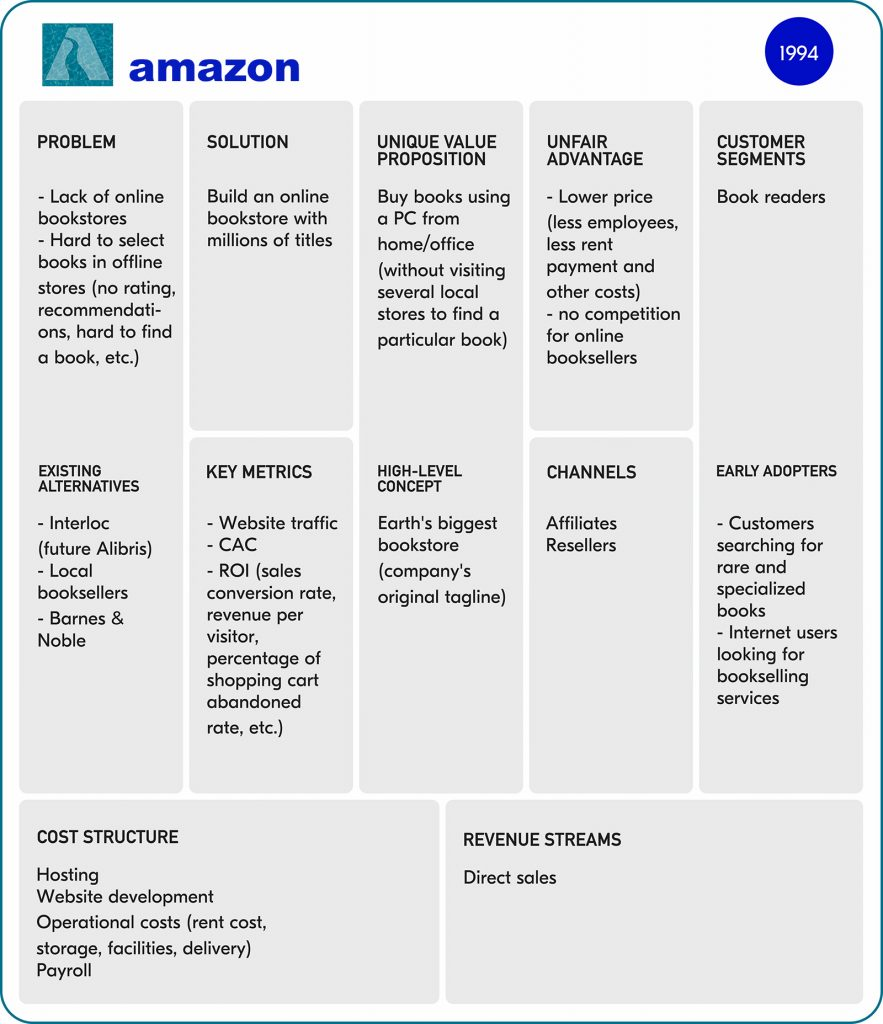 amazon
1994
PROBLEM
- Lack of online
bookstores
- Hard to select
books in offline
stores (no rating,
recommendati-
ons, hard to find
a book, etc.)
EXISTING
ALTERNATIVES
- Interloc
(future Alibris)
- Local
booksellers
- Barnes &
Noble
SOLUTION
Build an online
bookstore with
millions of titles
KEY METRICS
- Website traffic
- CAC
- ROI (sales
conversion rate,
revenue per
visitor,
percentage of
shopping cart
abandoned
rate, etc.)
UNIQUE VALUE
PROPOSITION
Buy books using
a PC from
home/office
(without visiting
several local
stores to find a
particular book)
HIGH-LEVEL
CONCEPT
Earth's biggest
bookstore
(company's
original tagline)
UNFAIR
ADVANTAGE
- Lower price
(less employees,
less rent
payment and
other costs)
- no competition
for online
booksellers
CHANNELS
Affiliates
Resellers
CUSTOMER
SEGMENTS
Book readers
EARLY ADOPTERS
- Customers
searching for
rare and
specialized
books
- Internet users
looking for
bookselling
services
COST STRUCTURE
Hosting
Website development
Operational costs (rent cost,
storage, facilities, delivery)
Payroll
REVENUE STREAMS
Direct sales